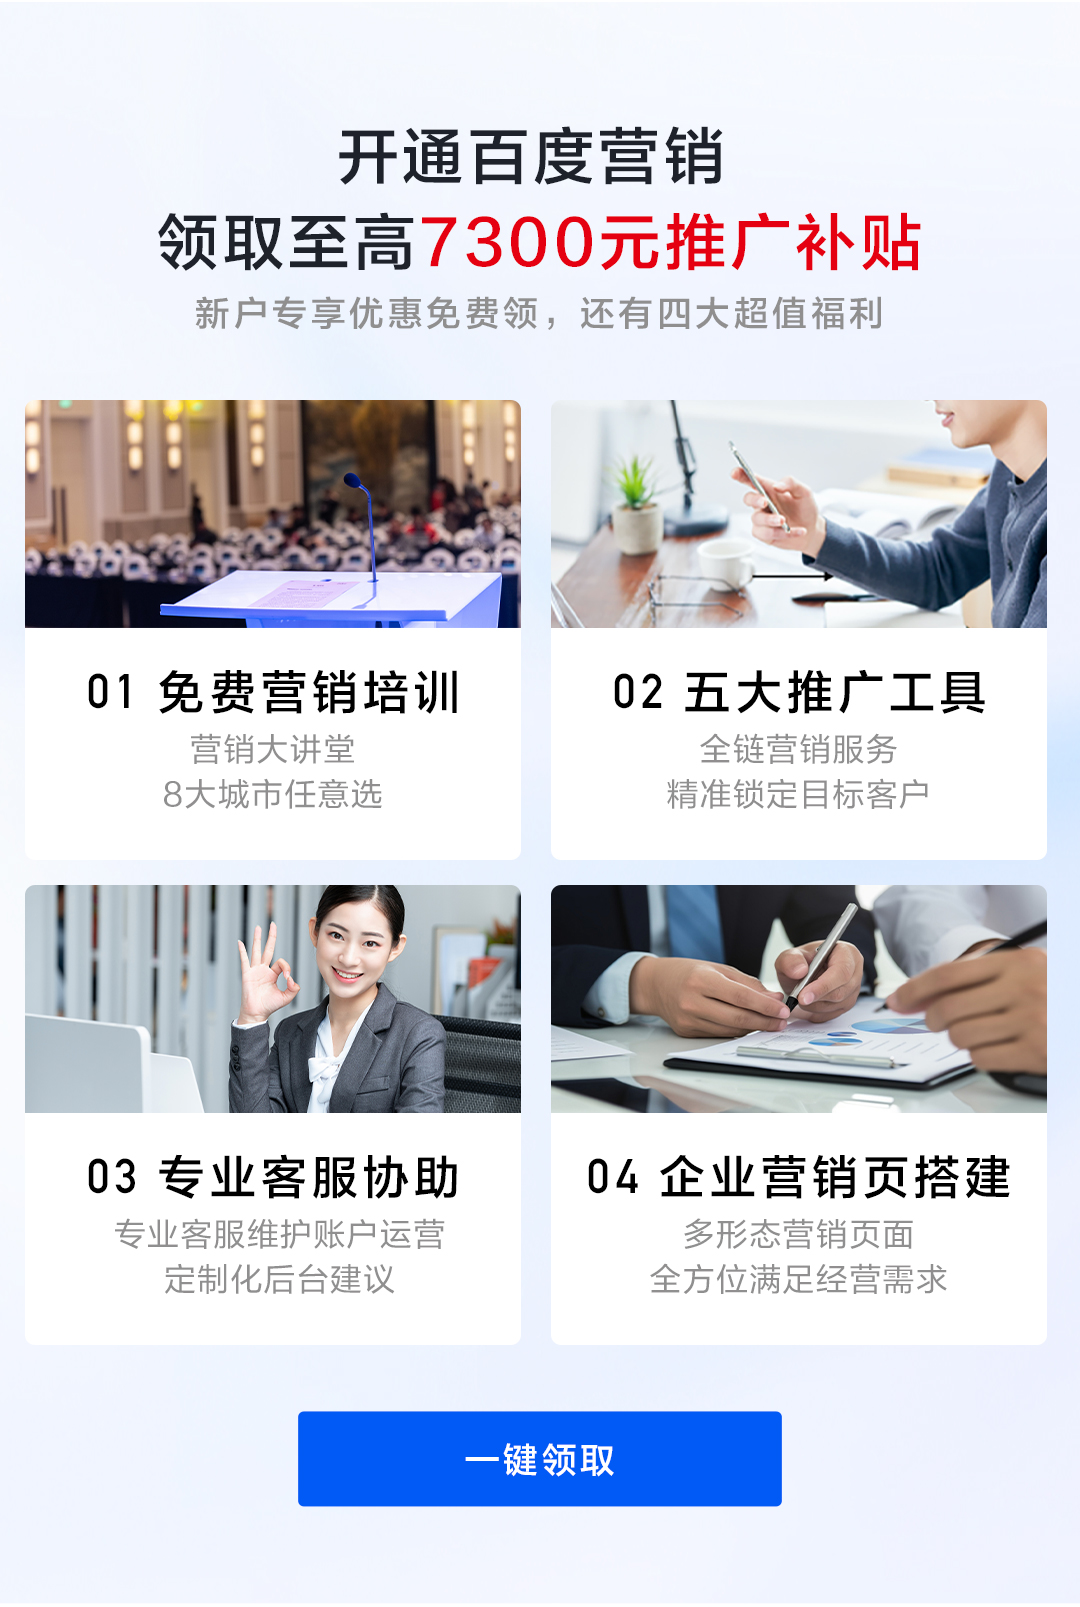 开通百度营销
领取至高7300元推广补贴
新户专享优惠免费领，还有四大超值福利
01 免费营销培训
营销大讲堂
8大城市任意选
02 五大推广工具
全链营销服务
精准锁定目标客户
03 专业客服协助
专业客服维护账户运营
定制化后台建议
04 企业营销页搭建
多形态营销页面
全方位满足经营需求
一键领取